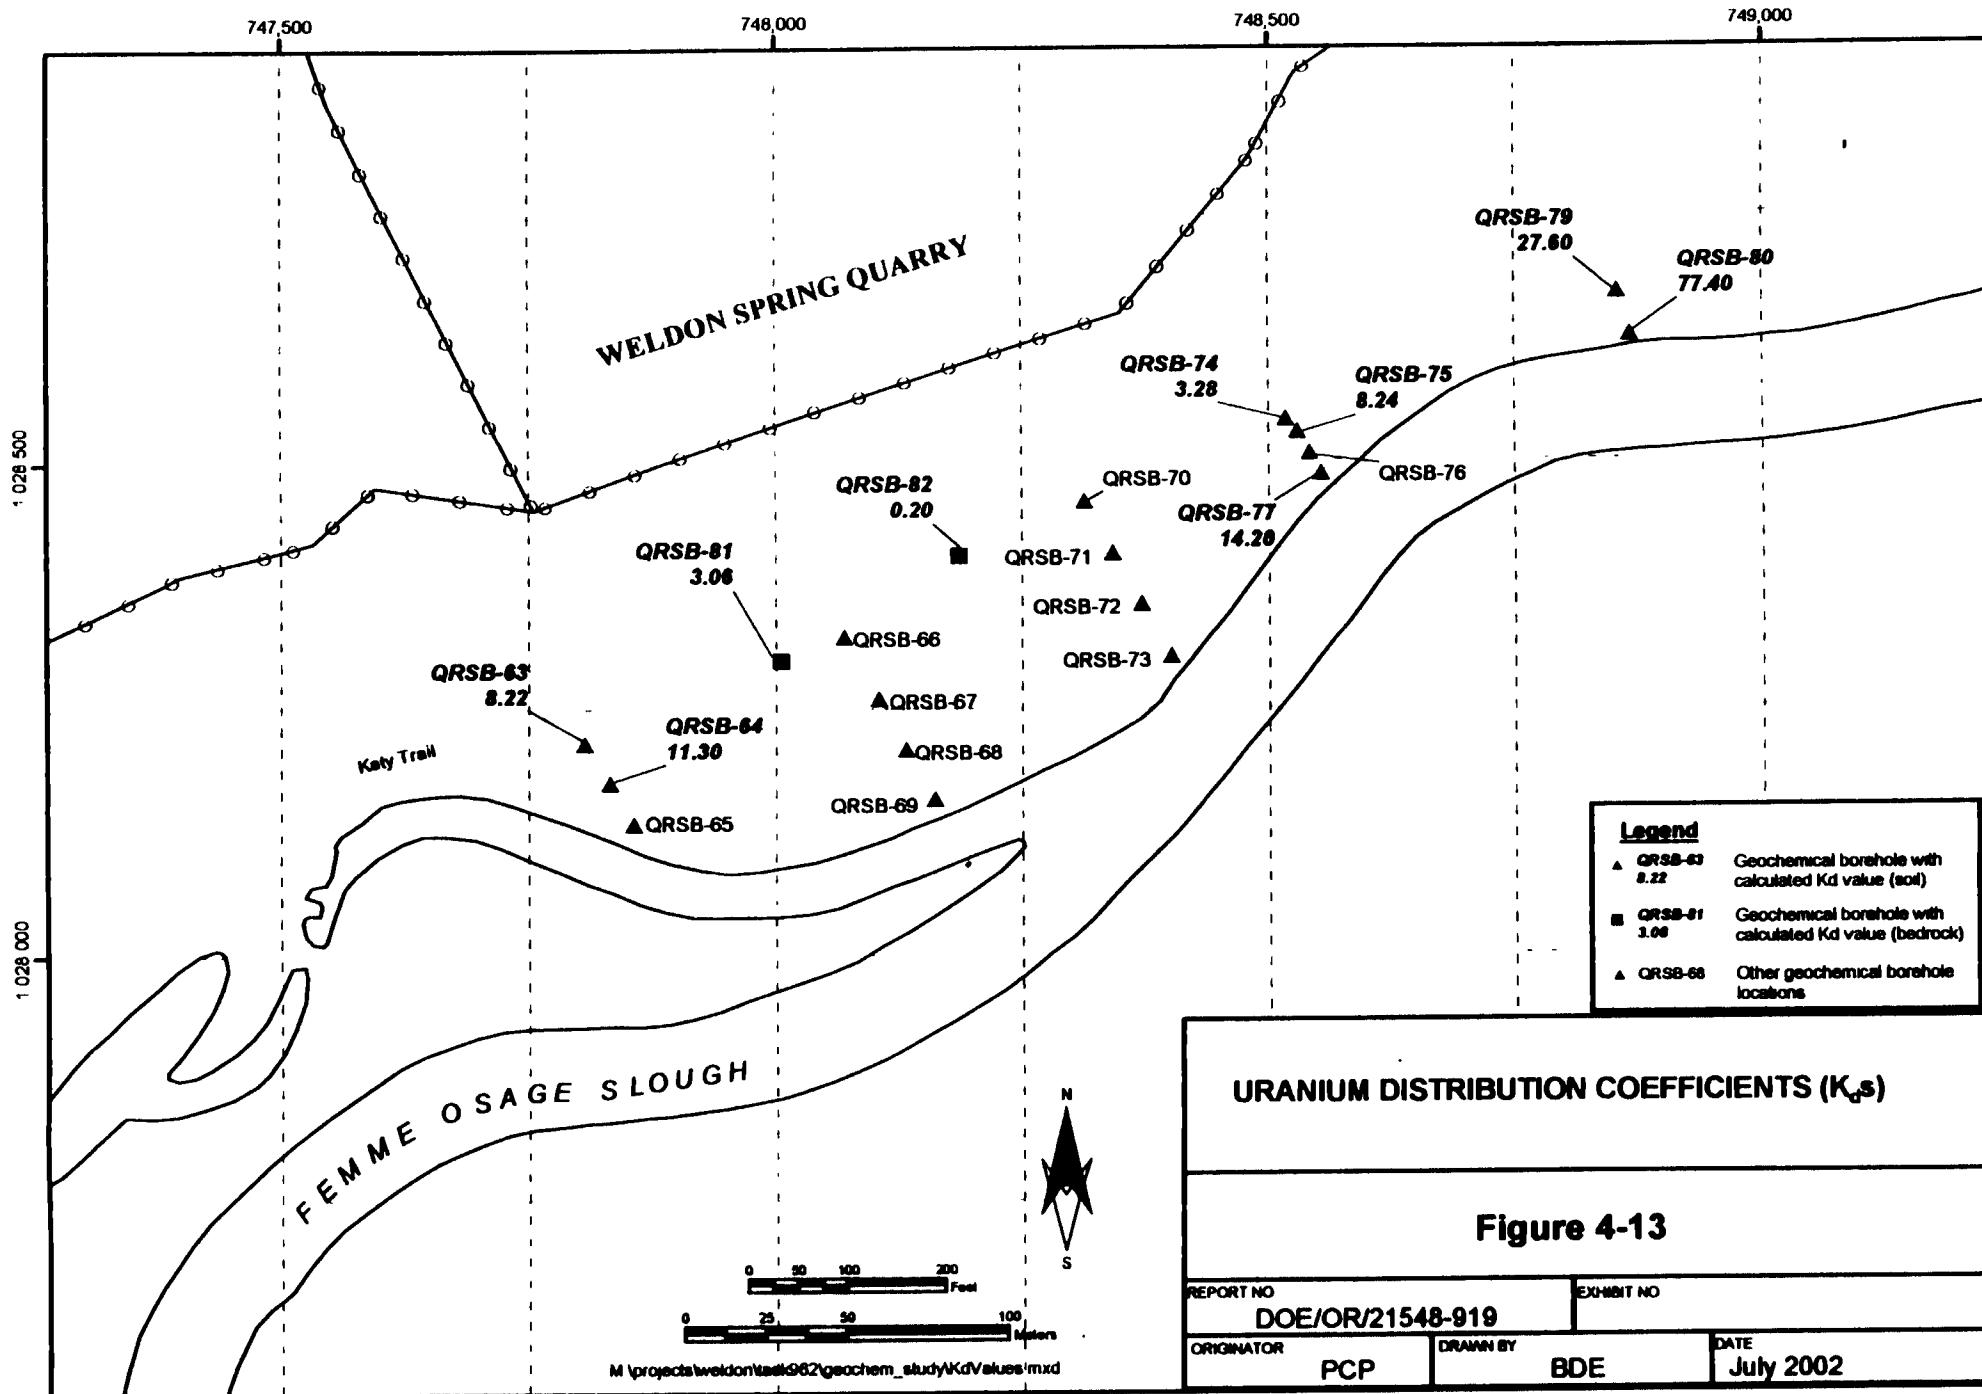 747,500
748,000
748,500
749,000
QRSB-79
27.60
QRSB-80
77.40
WELDON SPRING QUARRY
QRSB-74
3.28
QRSB-75
8.24
1 028 500
QRSB-82
0.20
QRSB-70
QRSB-76
QRSB-77
14.20
QRSB-81
3.06
QRSB-71
QRSB-72
QRSB-66
QRSB-73
QRSB-63
8.22
QRSB-67
QRSB-64
11.30
QRSB-68
Katy Trail
QRSB-69
QRSB-65
1 028 000
Legend
QRSB-63
8.22
Geochemical borehole with
calculated Kd value (soil)
QRSB-81
3.06
Geochemical borehole with
calculated Kd value (bedrock)
QRSB-68
Other geochemical borehole
locations
FEMME OSAGE SLOUGH
N
S
0 50 100 200
Feet
0 25 50 100
Meters
M \projects\weldon\task962\geochem_study\KdValues mxd
URANIUM DISTRIBUTION COEFFICIENTS (Kds)
Figure 4-13
REPORT NO
DOE/OR/21548-919
EXHIBIT NO
ORIGINATOR
PCP
DRAWN BY
BDE
DATE
July 2002